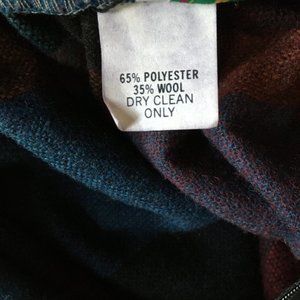 65% POLYESTER
35% WOOL
DRY CLEAN
ONLY